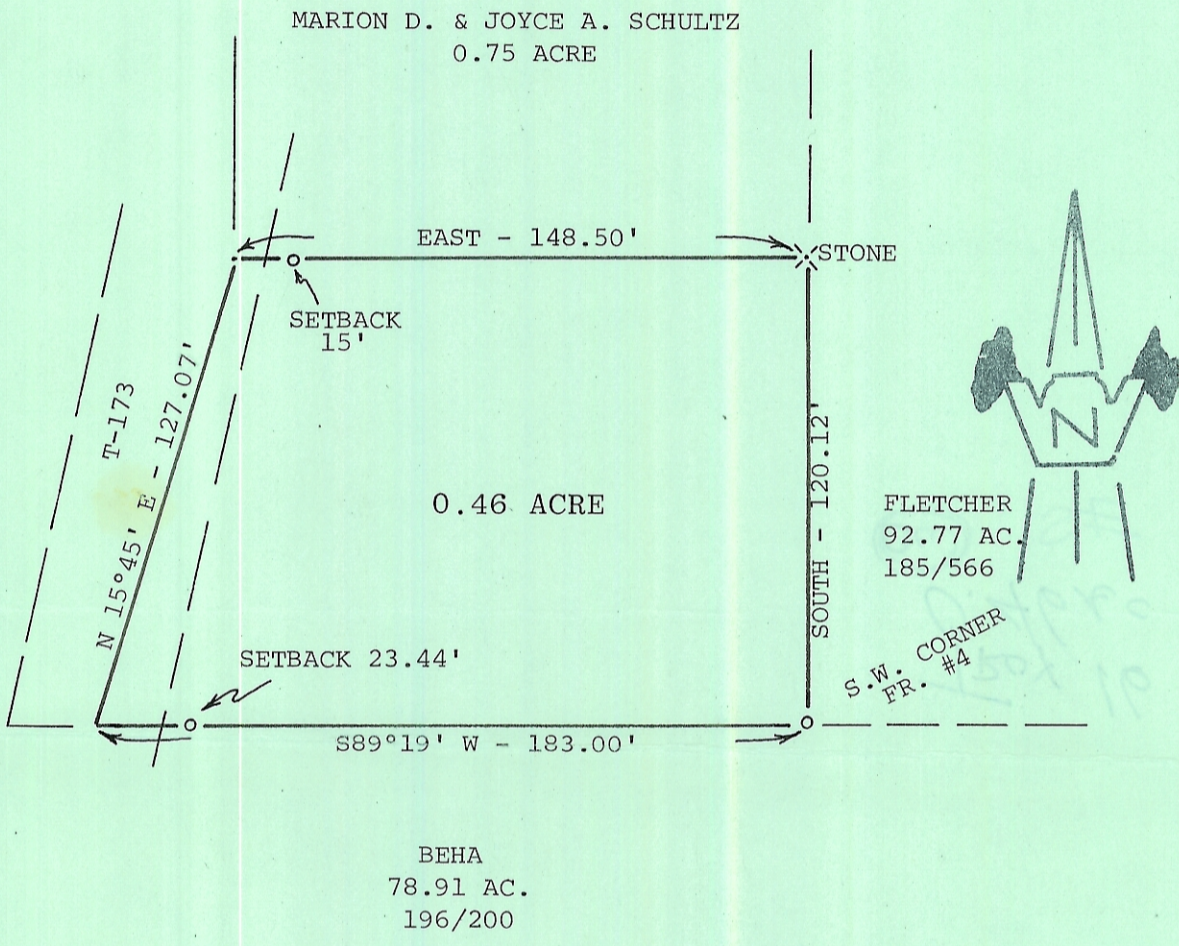 MARION D. & JOYCE A. SCHULTZ
0.75 ACRE
EAST - 148.50'
STONE
SETBACK
15'
T-173
N 15°45' E - 127.07'
0.46 ACRE
SOUTH - 120.12'
N
FLETCHER
92.77 AC.
185/566
SETBACK 23.44'
S.W. CORNER
FR. #4
S89°19' W - 183.00'
BEHA
78.91 AC.
196/200